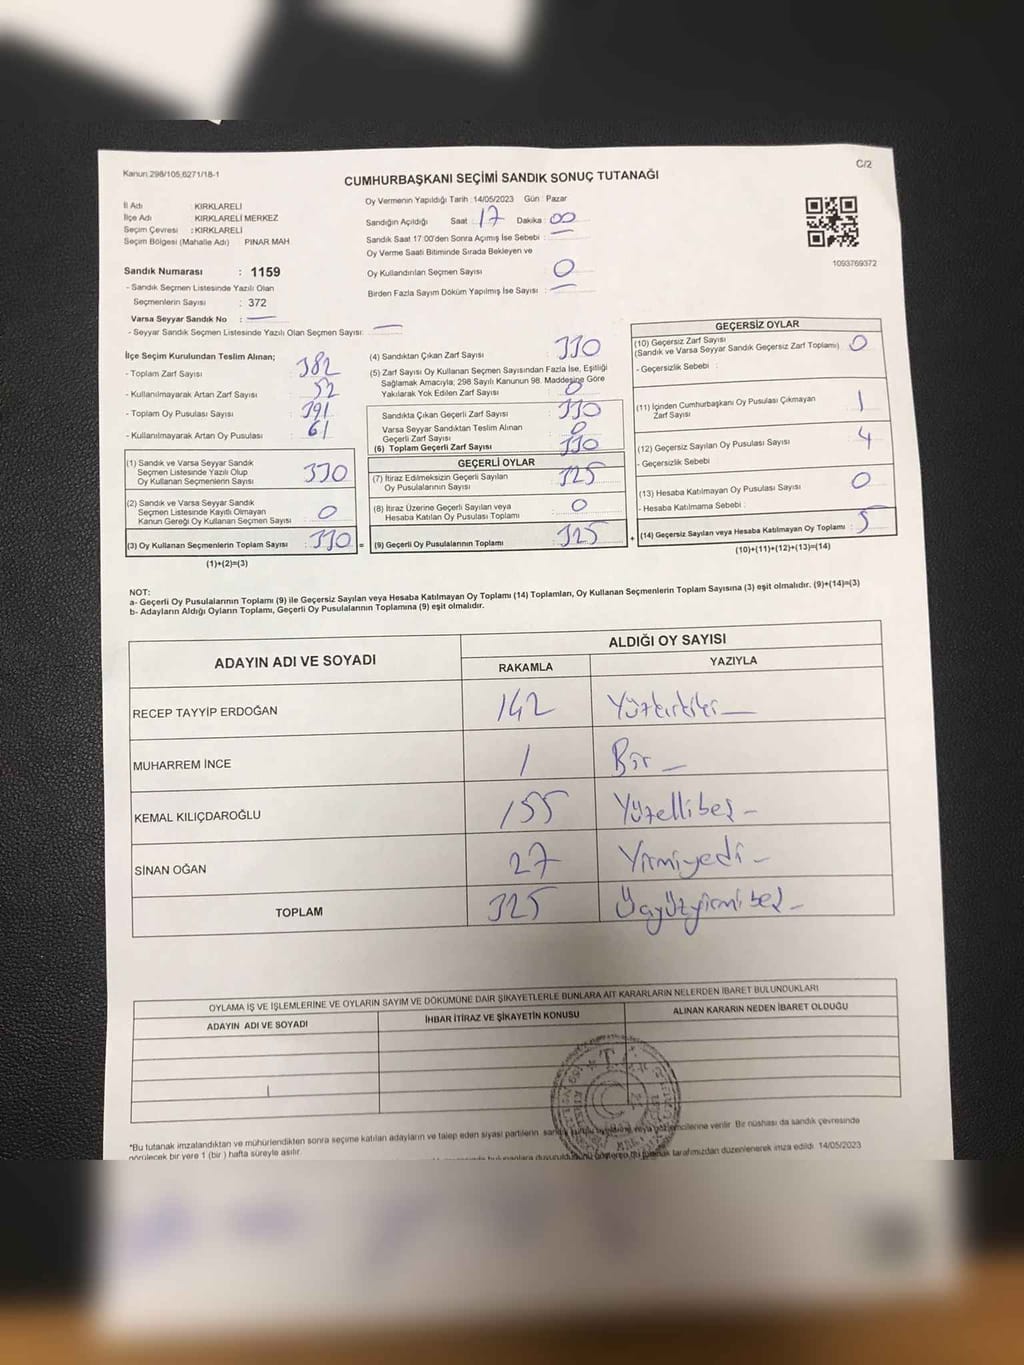 Kanun 298/105,6271/18-1
C/2
CUMHURBAŞKANI SEÇİMİ SANDIK SONUÇ TUTANAĞI
İl Adı : KIRKLARELİ
İlçe Adı : KIRKLARELİ MERKEZ
Seçim Çevresi : KIRKLARELİ
Seçim Bölgesi (Mahalle Adı) PINAR MAH
Sandık Numarası : 1159
- Sandık Seçmen Listesinde Yazılı Olan
Seçmenlerin Sayısı : 372
Varsa Seyyar Sandık No : —
- Seyyar Sandık Seçmen Listesinde Yazılı Olan Seçmen Sayısı: —
Oy Vermenin Yapıldığı Tarih : 14/05/2023 Gün : Pazar
Sandığın Açıldığı Saat : 17 Dakika : 00
Sandık Saat 17:00'den Sonra Açımış İse Sebebi : —
Oy Verme Saati Bitiminde Sırada Bekleyen ve
Oy Kullandırılan Seçmen Sayısı : 0
Birden Fazla Sayım Döküm Yapılmış İse Sayısı : —
1093769372
İlçe Seçim Kurulundan Teslim Alınan;
- Toplam Zarf Sayısı : 382
- Kullanılmayarak Artan Zarf Sayısı : 52
- Toplam Oy Pusulası Sayısı : 391
- Kullanılmayarak Artan Oy Pusulası : 61
(1) Sandık ve Varsa Seyyar Sandık
Seçmen Listesinde Yazılı Olup
Oy Kullanan Seçmenlerin Sayısı : 330
(2) Sandık ve Varsa Seyyar Sandık
Seçmen Listesinde Kayıtlı Olmayan
Kanun Gereği Oy Kullanan Seçmen Sayısı : 0
(3) Oy Kullanan Seçmenlerin Toplam Sayısı : 330 =
(1)+(2)=(3)
(4) Sandıktan Çıkan Zarf Sayısı : 330
(5) Zarf Sayısı Oy Kullanan Seçmen Sayısından Fazla İse, Eşitliği
Sağlamak Amacıyla; 298 Sayılı Kanunun 98. Maddesine Göre
Yakılarak Yok Edilen Zarf Sayısı : 0
Sandıkta Çıkan Geçerli Zarf Sayısı : 330
Varsa Seyyar Sandıktan Teslim Alınan
Geçerli Zarf Sayısı : 0
(6) Toplam Geçerli Zarf Sayısı : 330
GEÇERLİ OYLAR
(7) İtiraz Edilmeksizin Geçerli Sayılan
Oy Pusulalarının Sayısı : 325
(8) İtiraz Üzerine Geçerli Sayılan veya
Hesaba Katılan Oy Pusulası Toplamı : 0
(9) Geçerli Oy Pusulalarının Toplamı : 325 +
GEÇERSİZ OYLAR
(10) Geçersiz Zarf Sayısı
(Sandık ve Varsa Seyyar Sandık Geçersiz Zarf Toplamı) : 0
- Geçersizlik Sebebi :
(11) İçinden Cumhurbaşkanı Oy Pusulası Çıkmayan
Zarf Sayısı : 1
(12) Geçersiz Sayılan Oy Pusulası Sayısı : 4
- Geçersizlik Sebebi :
(13) Hesaba Katılmayan Oy Pusulası Sayısı : 0
- Hesaba Katılmama Sebebi :
(14) Geçersiz Sayılan veya Hesaba Katılmayan Oy Toplamı : 5
(10)+(11)+(12)+(13)=(14)
NOT:
a- Geçerli Oy Pusulalarının Toplamı (9) ile Geçersiz Sayılan veya Hesaba Katılmayan Oy Toplamı (14) Toplamları, Oy Kullanan Seçmenlerin Toplam Sayısına (3) eşit olmalıdır. (9)+(14)=(3)
b- Adayların Aldığı Oyların Toplamı, Geçerli Oy Pusulalarının Toplamına (9) eşit olmalıdır.
ADAYIN ADI VE SOYADI ALDIĞI OY SAYISI
RAKAMLA YAZIYLA
RECEP TAYYİP ERDOĞAN 142 Yüzkırkiki —
MUHARREM İNCE 1 Bir —
KEMAL KILIÇDAROĞLU 155 Yüzellibeş —
SİNAN OĞAN 27 Yirmiyedi —
TOPLAM 325 Üçyüzyirmibeş —
OYLAMA İŞ VE İŞLEMLERİNE VE OYLARIN SAYIM VE DÖKÜMÜNE DAİR ŞİKAYETLERLE BUNLARA AİT KARARLARIN NELERDEN İBARET BULUNDUKLARI
ADAYIN ADI VE SOYADI İHBAR İTİRAZ VE ŞİKAYETİN KONUSU ALINAN KARARIN NEDEN İBARET OLDUĞU
*Bu tutanak imzalandıktan ve mühürlendikten sonra seçime katılan adayların ve talep eden siyasi partilerin sandık kurulu üyelerine veya gözlemcilerine verilir. Bir nüshası da sandık çevresinde
görülecek bir yere 1 (bir ) hafta süreyle asılır.
tarafımızdan düzenlenerek imza edildi. 14/05/2023